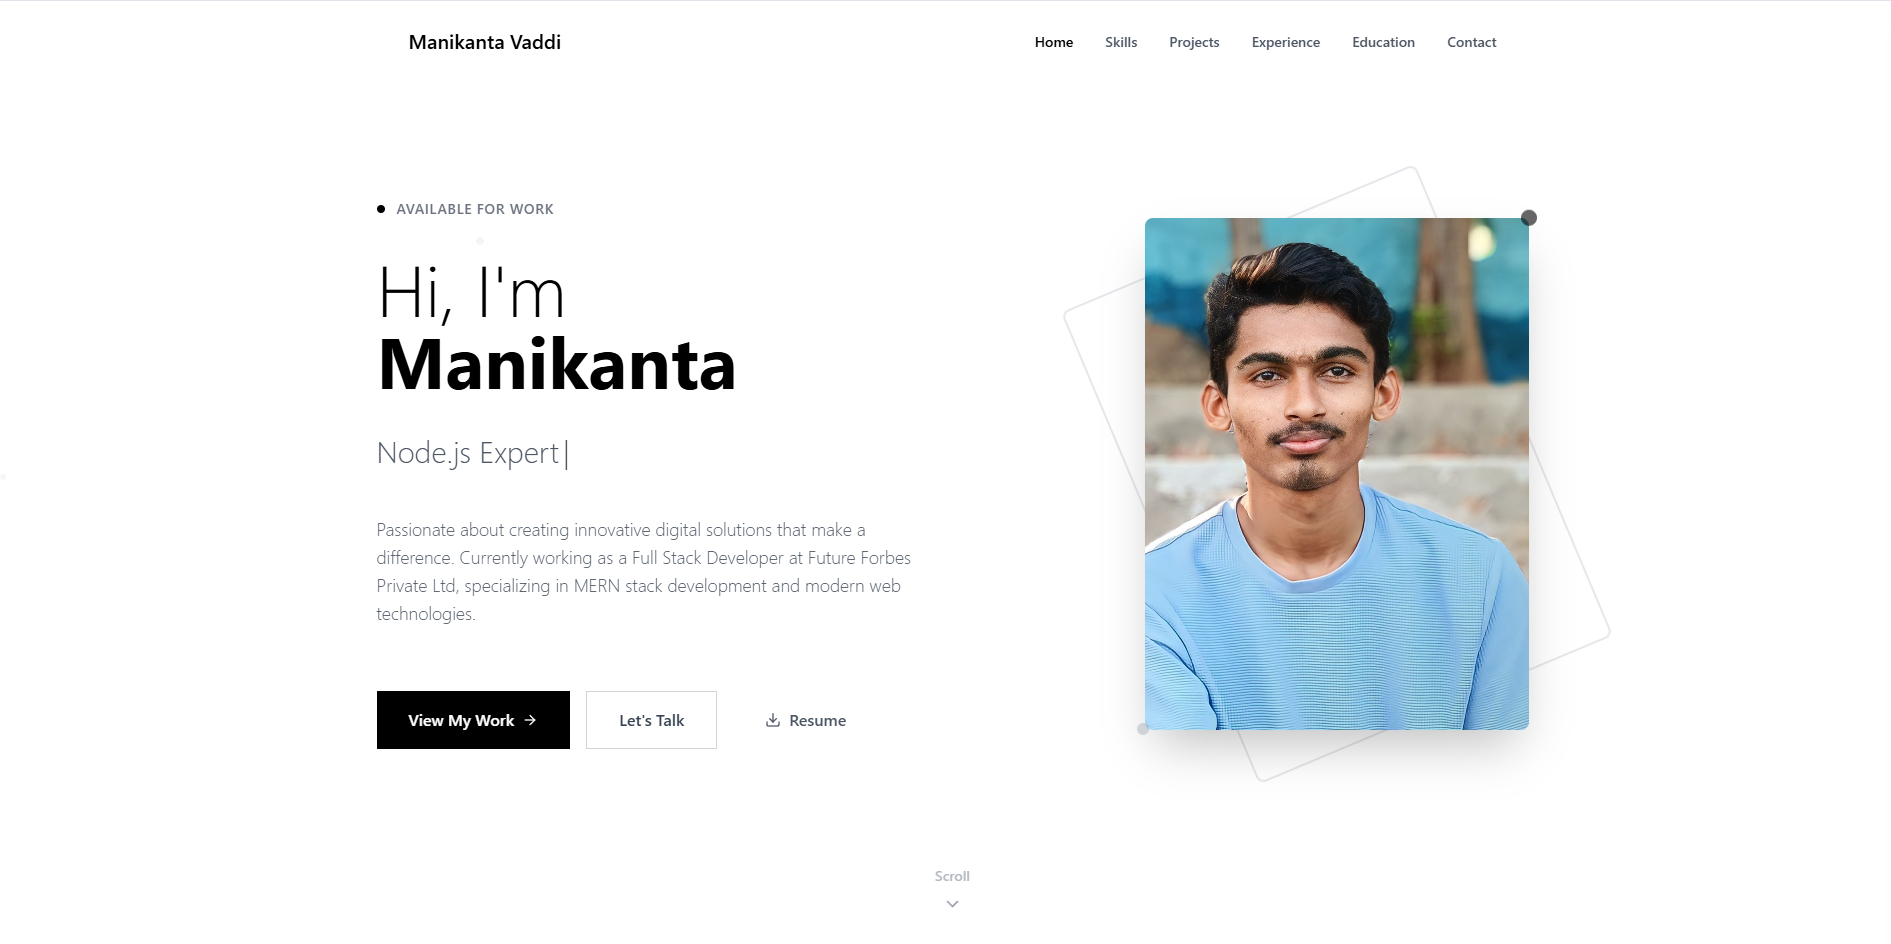 Manikanta Vaddi
Home Skills Projects Experience Education Contact
AVAILABLE FOR WORK
Hi, I'm
Manikanta
Node.js Expert|
Passionate about creating innovative digital solutions that make a
difference. Currently working as a Full Stack Developer at Future Forbes
Private Ltd, specializing in MERN stack development and modern web
technologies.
View My Work →
Let's Talk
Resume
Scroll